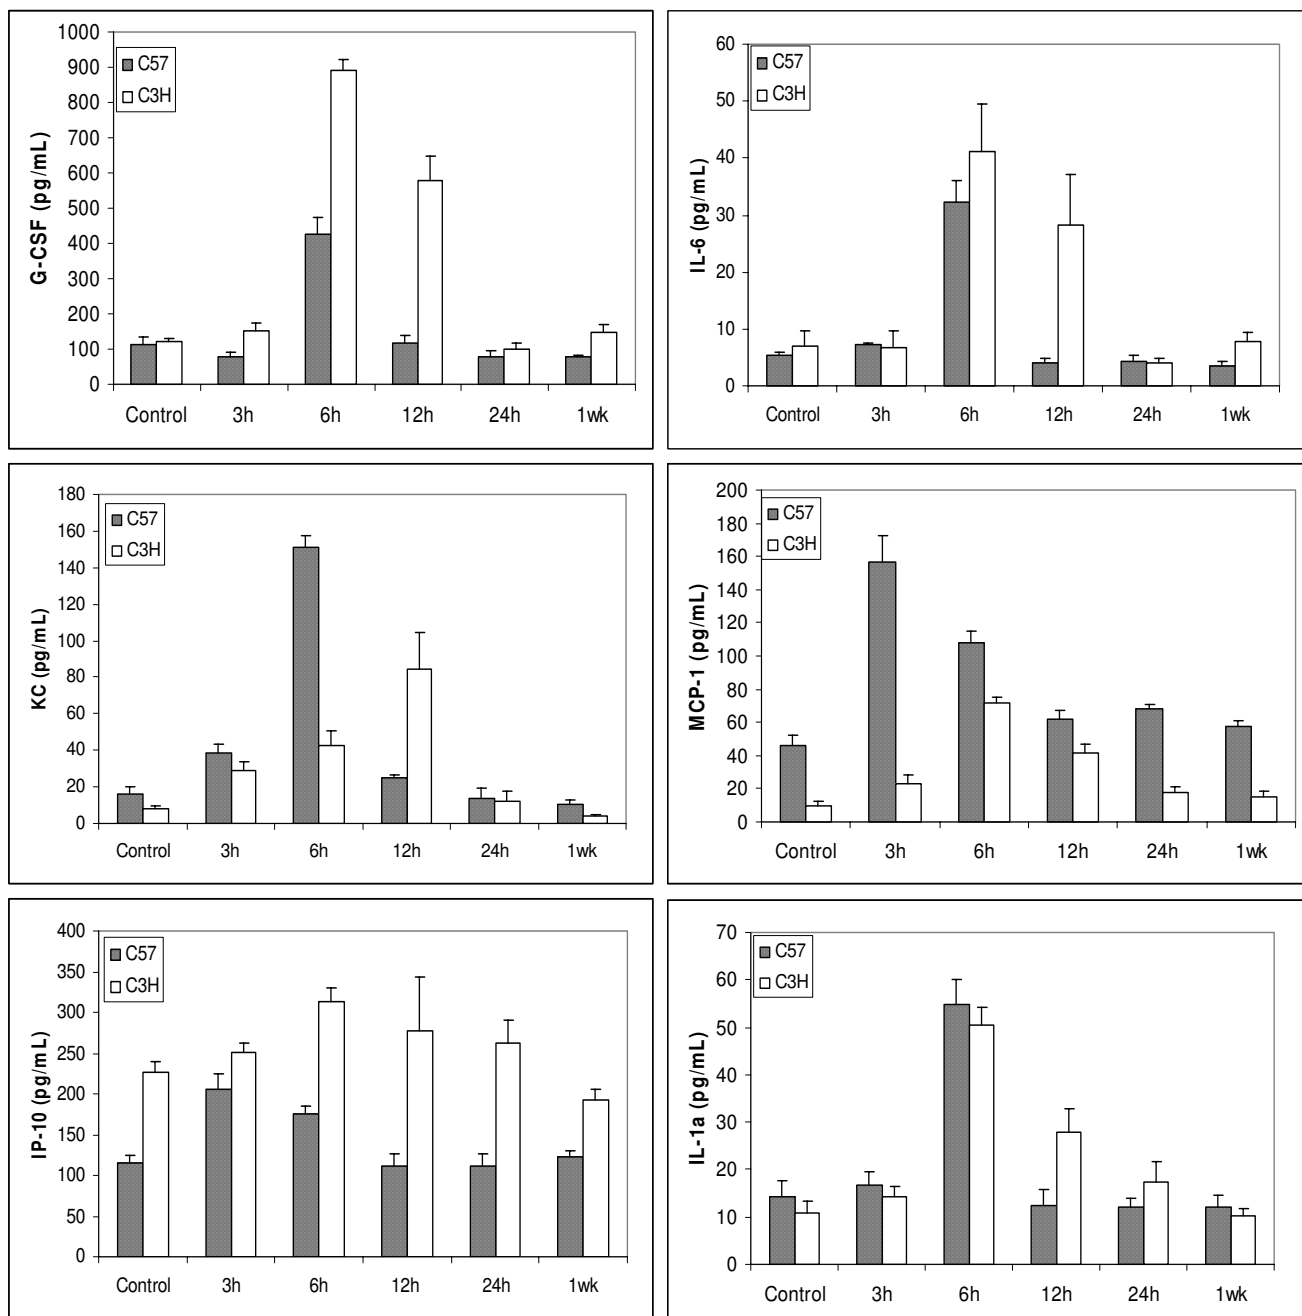 G-CSF (pg/mL)
1000
900
800
700
600
500
400
300
200
100
0
C57
C3H
Control 3h 6h 12h 24h 1wk
IL-6 (pg/mL)
60
50
40
30
20
10
0
C57
C3H
Control 3h 6h 12h 24h 1wk
KC (pg/mL)
180
160
140
120
100
80
60
40
20
0
C57
C3H
Control 3h 6h 12h 24h 1wk
MCP-1 (pg/mL)
200
180
160
140
120
100
80
60
40
20
0
C57
C3H
Control 3h 6h 12h 24h 1wk
IP-10 (pg/mL)
400
350
300
250
200
150
100
50
0
C57
C3H
Control 3h 6h 12h 24h 1wk
IL-1a (pg/mL)
70
60
50
40
30
20
10
0
C57
C3H
Control 3h 6h 12h 24h 1wk